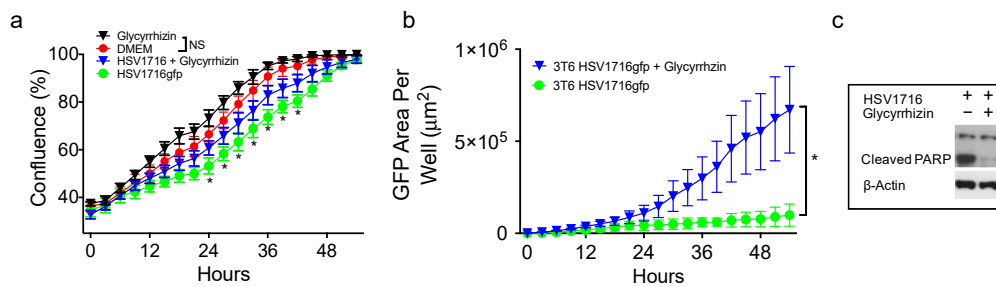 a
Glycyrrhizin
DMEM
NS
HSV1716 + Glycyrrhizin
HSV1716gfp
Confluence (%)
100
80
60
40
* * * * * * *
0 12 24 36 48
Hours
b
3T6 HSV1716gfp + Glycyrrhzin
3T6 HSV1716gfp
GFP Area Per
Well (μm²)
1×10⁶
5×10⁵
0
*
0 12 24 36 48
Hours
c
HSV1716 + +
Glycyrrhizin − +
Cleaved PARP
β-Actin